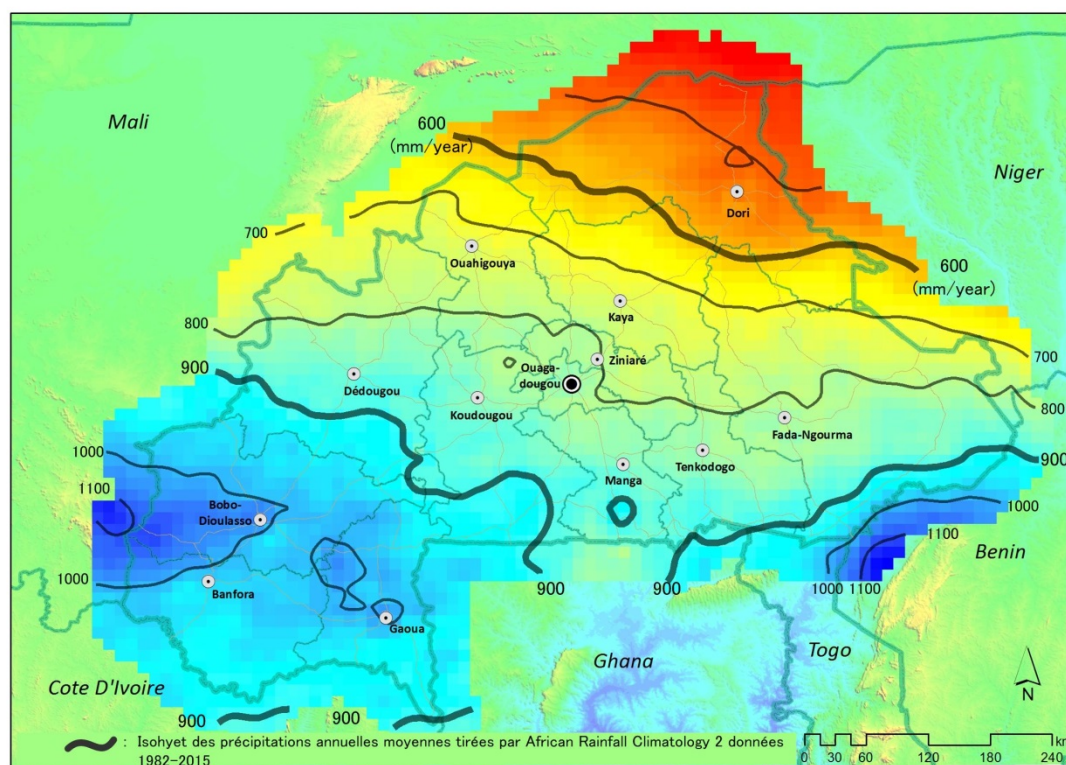 Mali
600
(mm/year)
Niger
Dori
700
Ouahigouya
600
(mm/year)
Kaya
800
700
Ziniaré
Ouaga-
dougou
900
Dédougou
Koudougou
800
Fada-Ngourma
Tenkodogo
Manga
900
1000
1100
Bobo-
Dioulasso
1000
1100
Benin
1000
Banfora
900
900
1000
1100
Gaoua
Ghana
Togo
Cote D'Ivoire
N
900
900
: Isohyet des précipitations annuelles moyennes tirées par African Rainfall Climatology 2 données
1982-2015
km
0 30 60 120 180 240